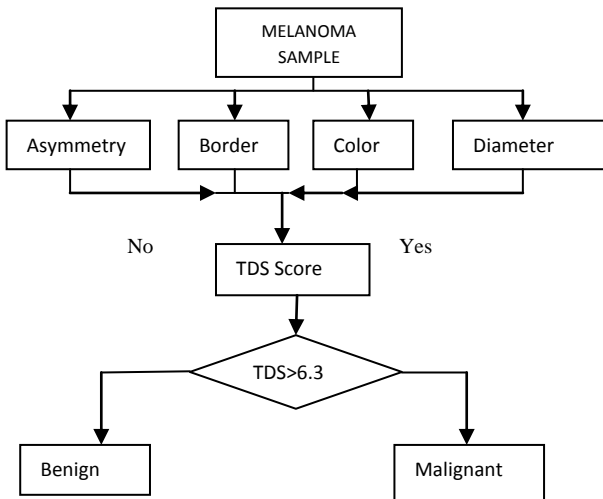 MELANOMA
SAMPLE
Asymmetry
Border
Color
Diameter
No
Yes
TDS Score
TDS>6.3
Benign
Malignant